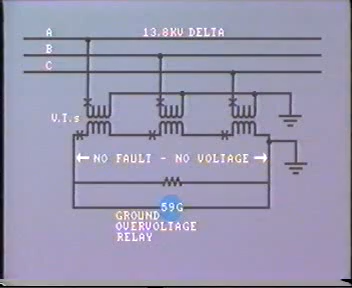 A 13.8KV DELTA
B
C
V.T.s
NO FAULT - NO VOLTAGE
59G
GROUND
OVERVOLTAGE
RELAY